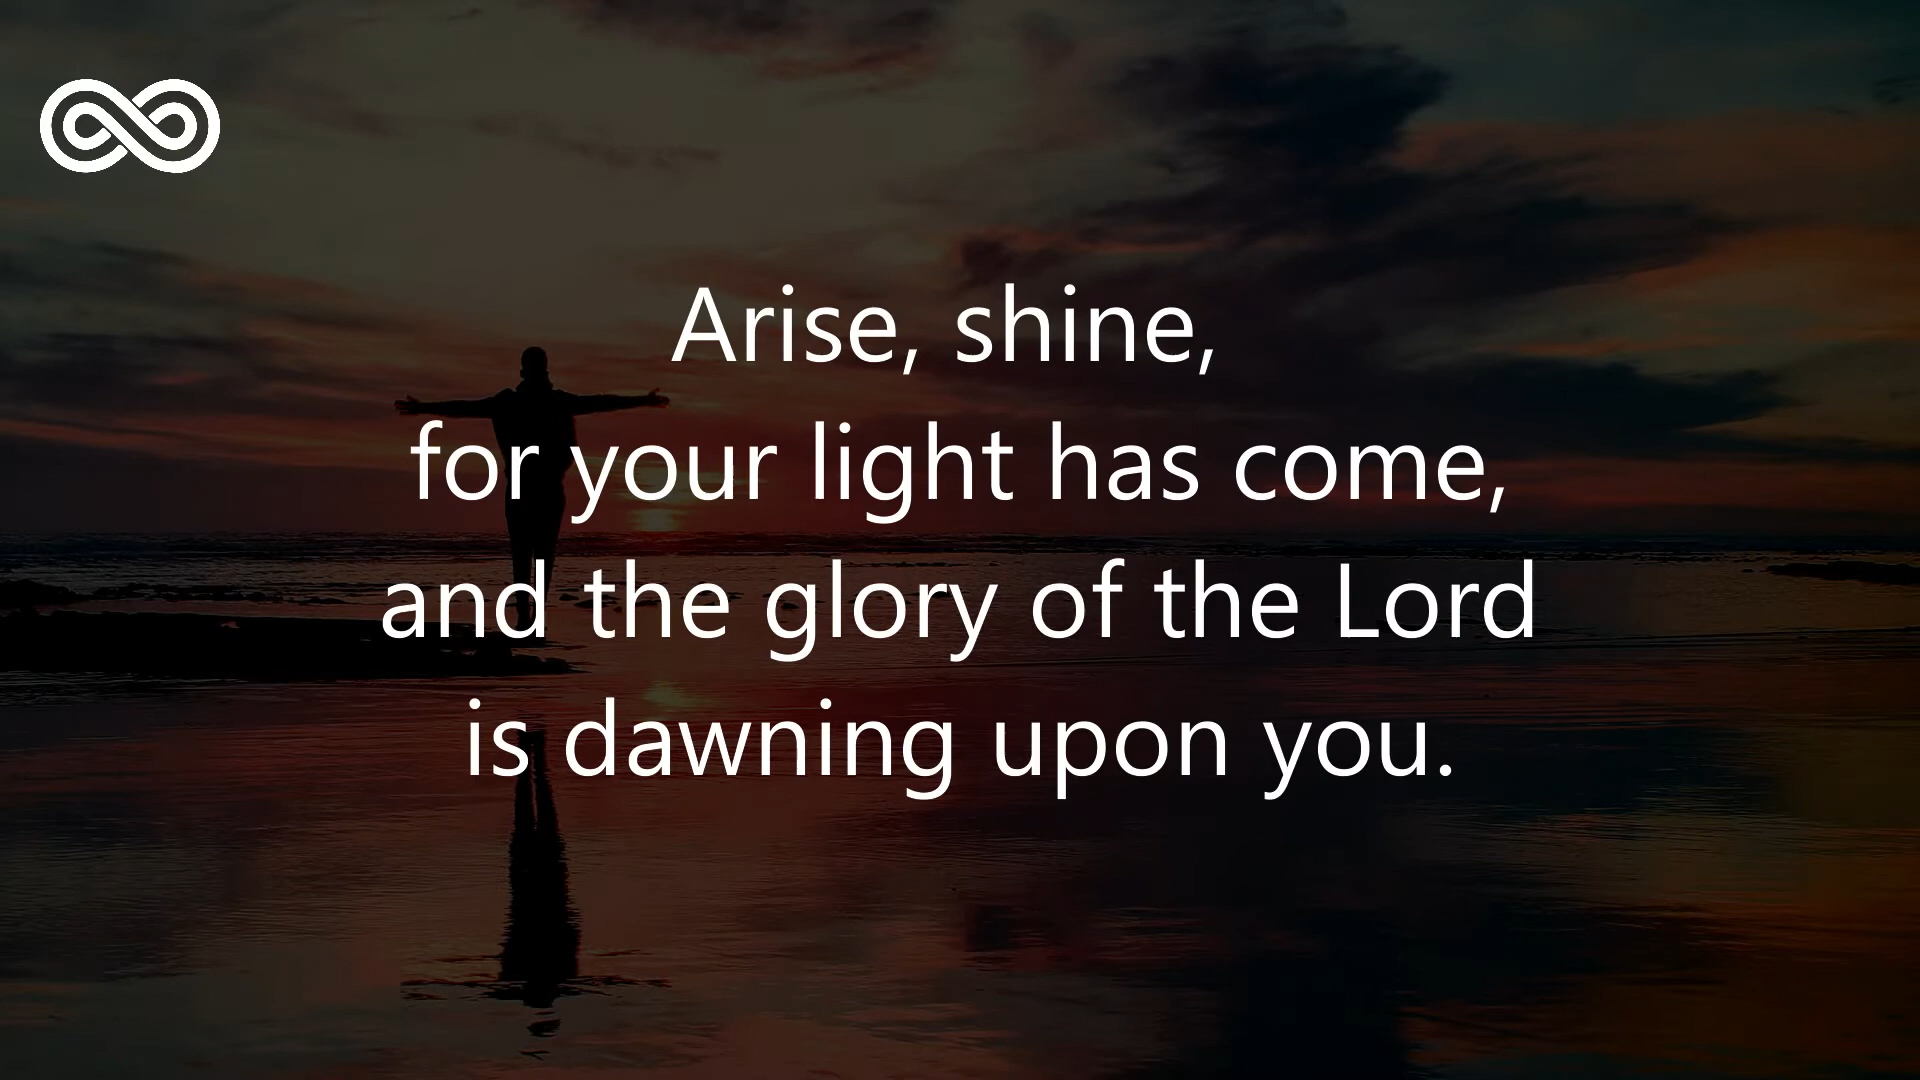 Arise, shine,
for your light has come,
and the glory of the Lord
is dawning upon you.